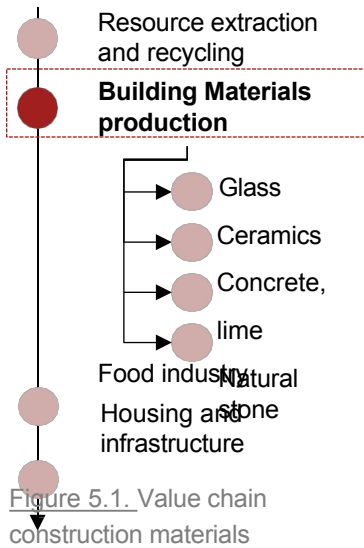 Resource extraction
and recycling
Building Materials
production
Glass
Ceramics
Concrete,
lime
Food industry
Natural
stone
Housing and
infrastructure
Figure 5.1. Value chain
construction materials